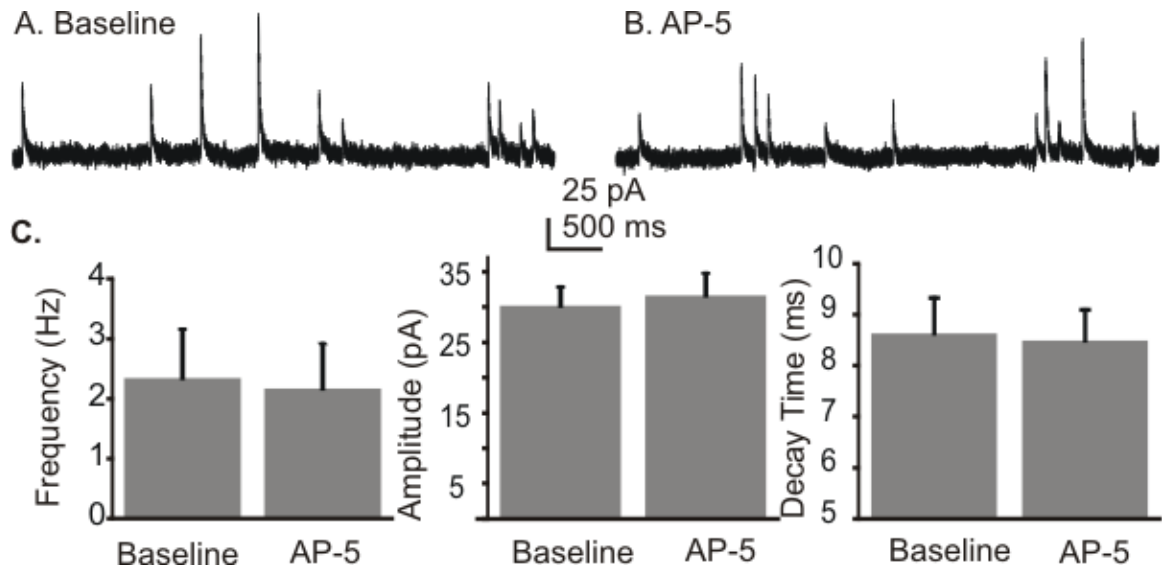 A. Baseline
B. AP-5
25 pA
500 ms
C.
Frequency (Hz)
4
3
2
1
0
Baseline AP-5
Amplitude (pA)
35
25
15
5
Baseline AP-5
Decay Time (ms)
10
9
8
7
6
5
Baseline AP-5